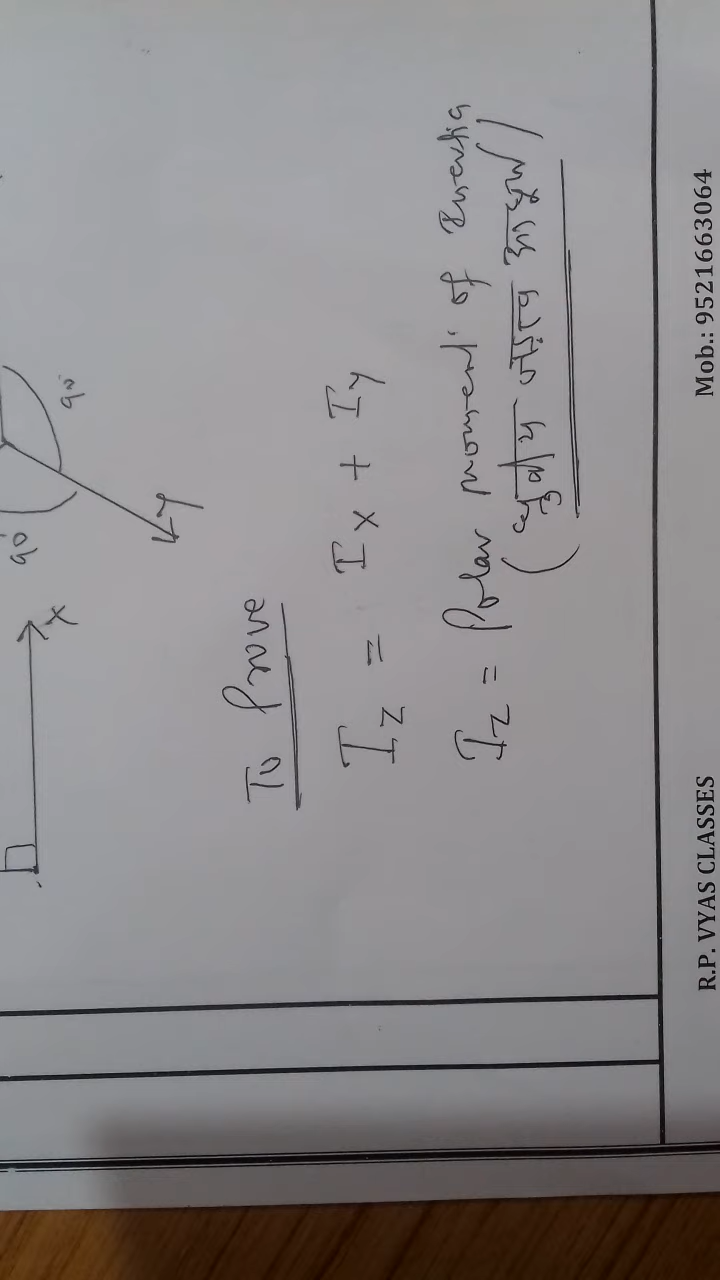 X
90°
90°
Y
To Prove
IZ = IX + Iy
IZ = Polar moment of Inertia
(ध्रुवीय जड़त्व आघूर्ण)
R.P. VYAS CLASSES
Mob.: 9521663064